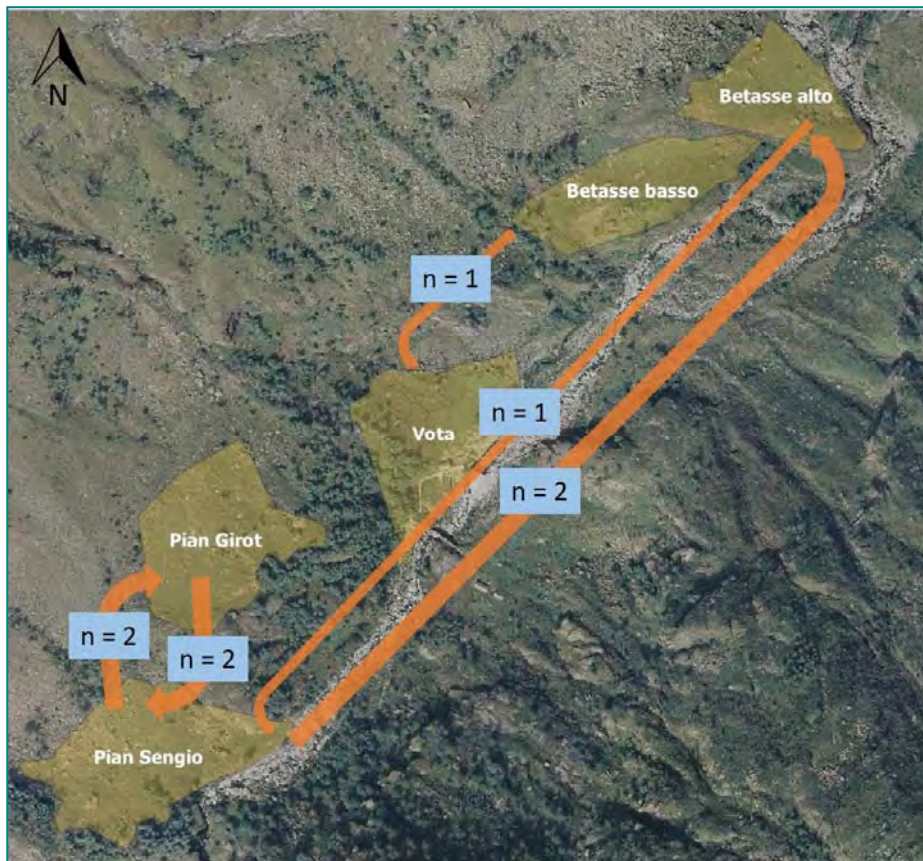 N
Betasse alto
Betasse basso
n = 1
Vota
n = 1
n = 2
Pian Girot
n = 2
n = 2
Pian Sengio